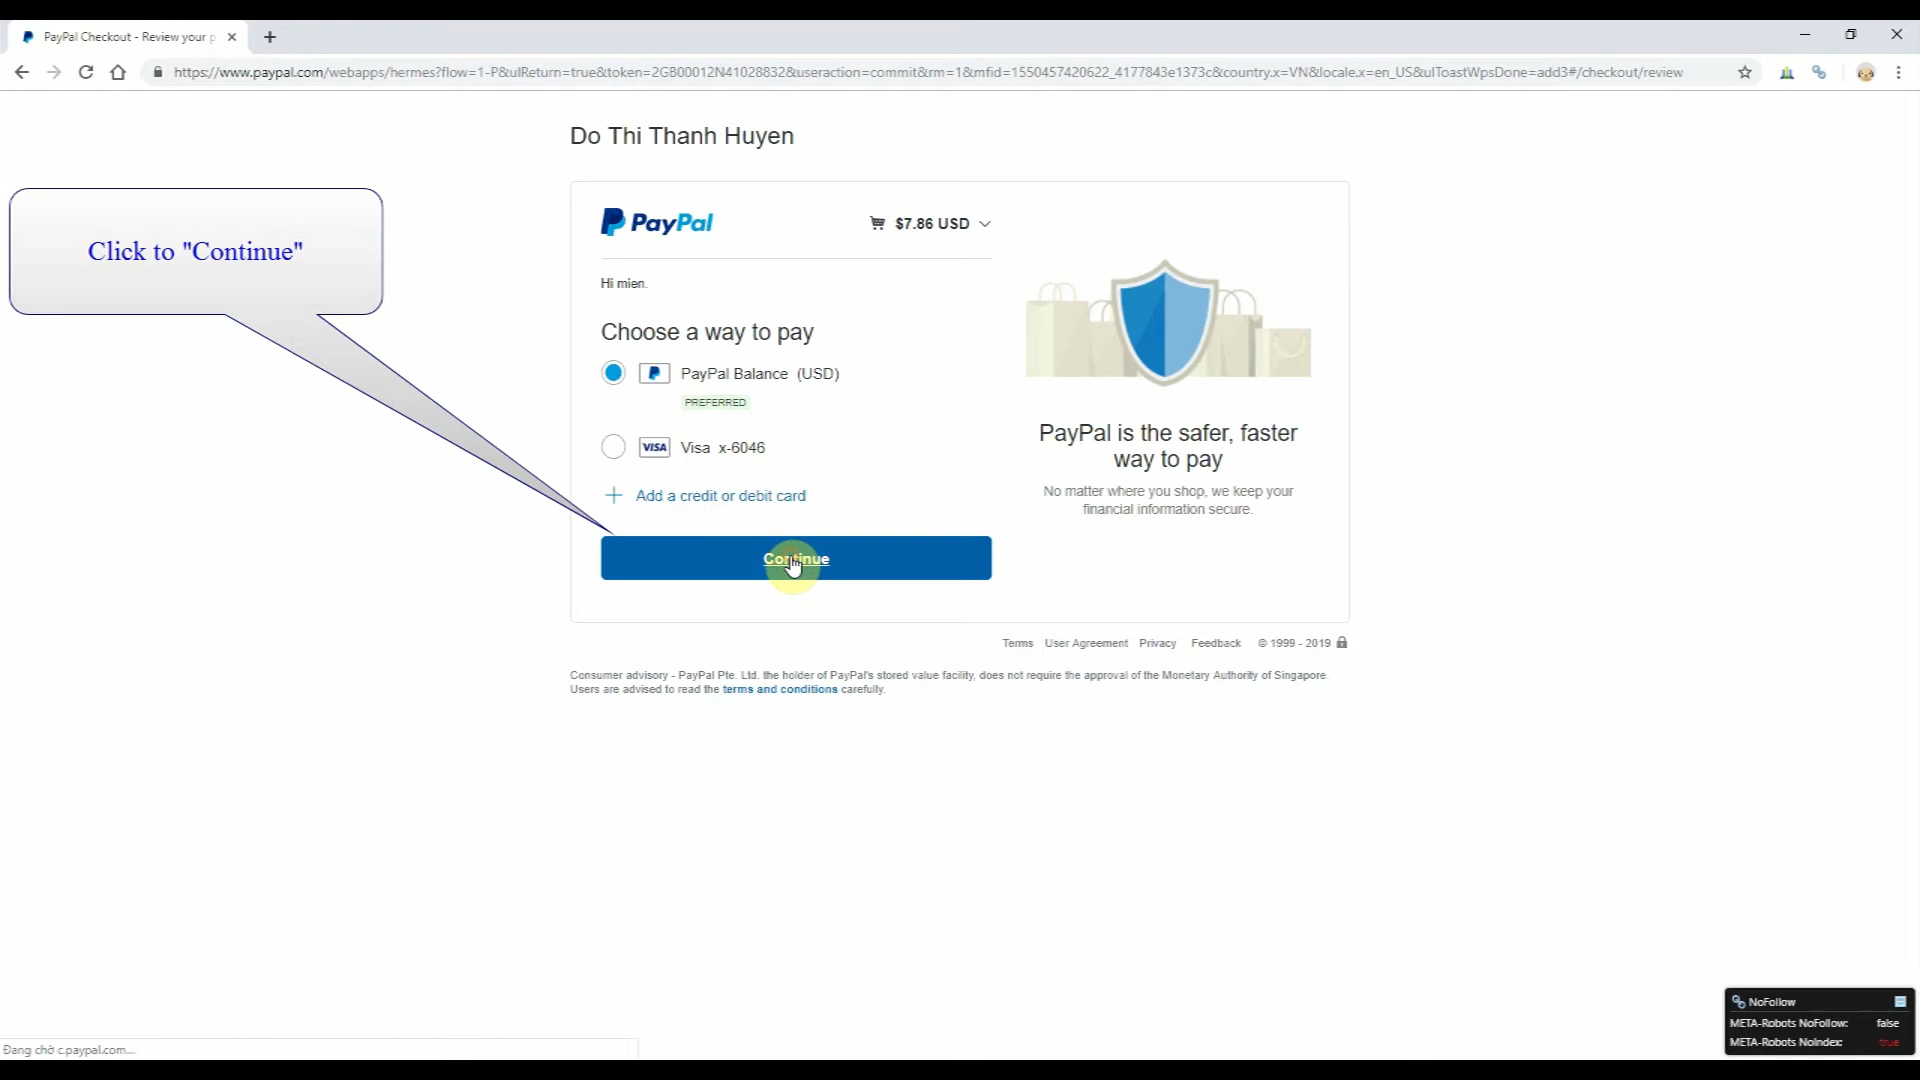 PayPal Checkout - Review your p
https://www.paypal.com/webapps/hermes?flow=1-P&ulReturn=true&token=2GB00012N41028832&useraction=commit&rm=1&mfid=1550457420622_4177843e1373c&country.x=VN&locale.x=en_US&ulToastWpsDone=add3#/checkout/review
Do Thi Thanh Huyen
Click to "Continue"
PayPal
$7.86 USD
Hi mien.
Choose a way to pay
PayPal Balance (USD)
PREFERRED
VISA Visa x-6046
Add a credit or debit card
Continue
PayPal is the safer, faster
way to pay
No matter where you shop, we keep your
financial information secure.
Terms User Agreement Privacy Feedback © 1999 - 2019
Consumer advisory - PayPal Pte. Ltd. the holder of PayPal's stored value facility, does not require the approval of the Monetary Authority of Singapore.
Users are advised to read the terms and conditions carefully.
NoFollow
META-Robots NoFollow: false
META-Robots NoIndex: true
Đang chờ c.paypal.com...